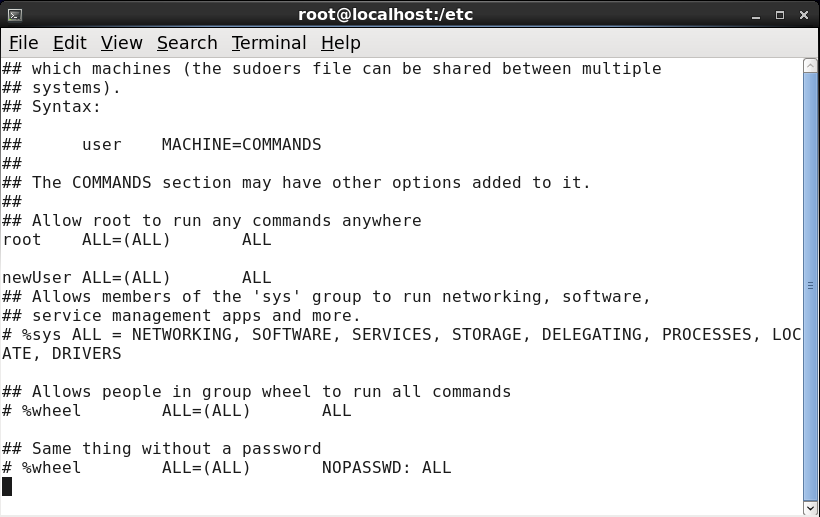 root@localhost:/etc
File Edit View Search Terminal Help
## which machines (the sudoers file can be shared between multiple
## systems).
## Syntax:
##
##      user    MACHINE=COMMANDS
##
## The COMMANDS section may have other options added to it.
##
## Allow root to run any commands anywhere
root    ALL=(ALL)       ALL
newUser ALL=(ALL)       ALL
## Allows members of the 'sys' group to run networking, software,
## service management apps and more.
# %sys ALL = NETWORKING, SOFTWARE, SERVICES, STORAGE, DELEGATING, PROCESSES, LOC
ATE, DRIVERS
## Allows people in group wheel to run all commands
# %wheel        ALL=(ALL)       ALL
## Same thing without a password
# %wheel        ALL=(ALL)       NOPASSWD: ALL